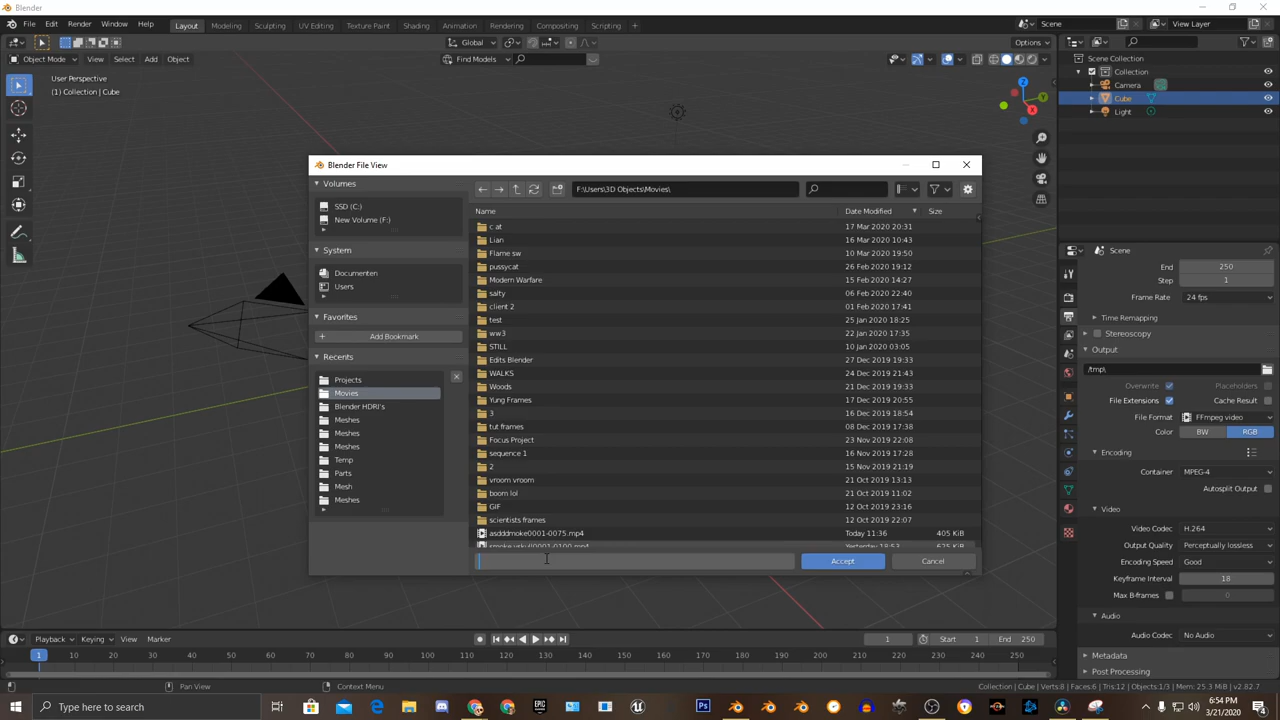 Blender
File Edit Render Window Help
Layout Modeling Sculpting UV Editing Texture Paint Shading Animation Rendering Compositing Scripting +
Scene
View Layer
Global
Options
Object Mode View Select Add Object
Find Models
User Perspective
(1) Collection | Cube
Z
Y
X
Scene Collection
Collection
Camera
Cube
Light
Blender File View
Volumes
SSD (C:)
New Volume (F:)
System
Documenten
Users
Favorites
+ Add Bookmark
Recents
Projects
Movies
Blender HDRI's
Meshes
Meshes
Meshes
Temp
Parts
Mesh
Meshes
F:\Users\3D Objects\Movies\
Name Date Modified Size
c at 17 Mar 2020 20:31
Lian 16 Mar 2020 10:43
Flame sw 10 Mar 2020 19:50
pussycat 26 Feb 2020 19:12
Modern Warfare 15 Feb 2020 14:27
salty 06 Feb 2020 22:40
client 2 01 Feb 2020 17:07
test 25 Jan 2020 18:25
ww3 22 Jan 2020 17:35
STILL 10 Jan 2020 03:05
Edits Blender 27 Dec 2019 19:33
WALKS 24 Dec 2019 21:43
Woods 21 Dec 2019 19:33
Yung Frames 17 Dec 2019 20:55
3 16 Dec 2019 18:54
tut frames 08 Dec 2019 17:38
Focus Project 23 Nov 2019 22:08
sequence 1 16 Nov 2019 17:28
2 15 Nov 2019 21:19
vroom vroom 21 Oct 2019 13:13
boom lol 21 Oct 2019 11:02
GIF 12 Oct 2019 23:16
scientists frames 12 Oct 2019 22:07
asdddmoke0001-0075.mp4 Today 11:36 405 KiB
Yesterday 18:53 625 KiB
Accept
Cancel
Scene
End 250
Step 1
Frame Rate 24 fps
Time Remapping
Stereoscopy
Output
/tmp\
Overwrite Placeholders
File Extensions Cache Result
File Format FFmpeg video
Color BW RGB
Encoding
Container MPEG-4
Autosplit Output
Video
Video Codec H.264
Output Quality Perceptually lossless
Encoding Speed Good
Keyframe Interval 18
Max B-frames 0
Audio
Audio Codec No Audio
Metadata
Post Processing
Playback Keying View Marker
1 Start 1 End 250
1 10 20 30 40 50 60 70 80 90 100 110 120 130 140 150 160 170 180 190 200 210 220 230 240 250
Pan View
Context Menu
Collection | Cube | Verts:8 | Faces:6 | Tris:12 | Objects:1/3 | Mem: 25.3 MiB | v2.82.7
Type here to search
EPIC GAMES
Ps
6:54 PM
3/21/2020